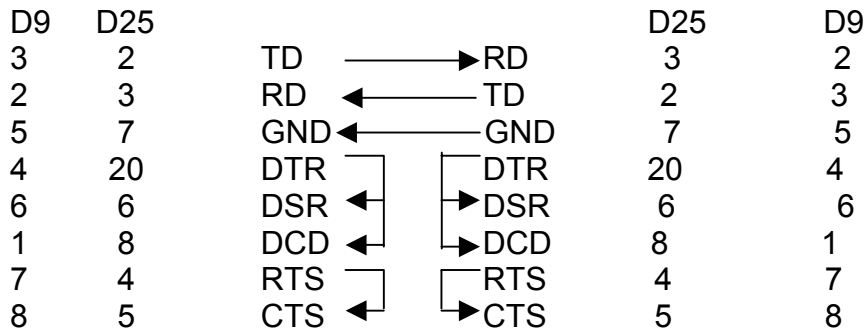 D9 D25 D25 D9
3 2 TD RD 3 2
2 3 RD TD 2 3
5 7 GND GND 7 5
4 20 DTR DTR 20 4
6 6 DSR DSR 6 6
1 8 DCD DCD 8 1
7 4 RTS RTS 4 7
8 5 CTS CTS 5 8